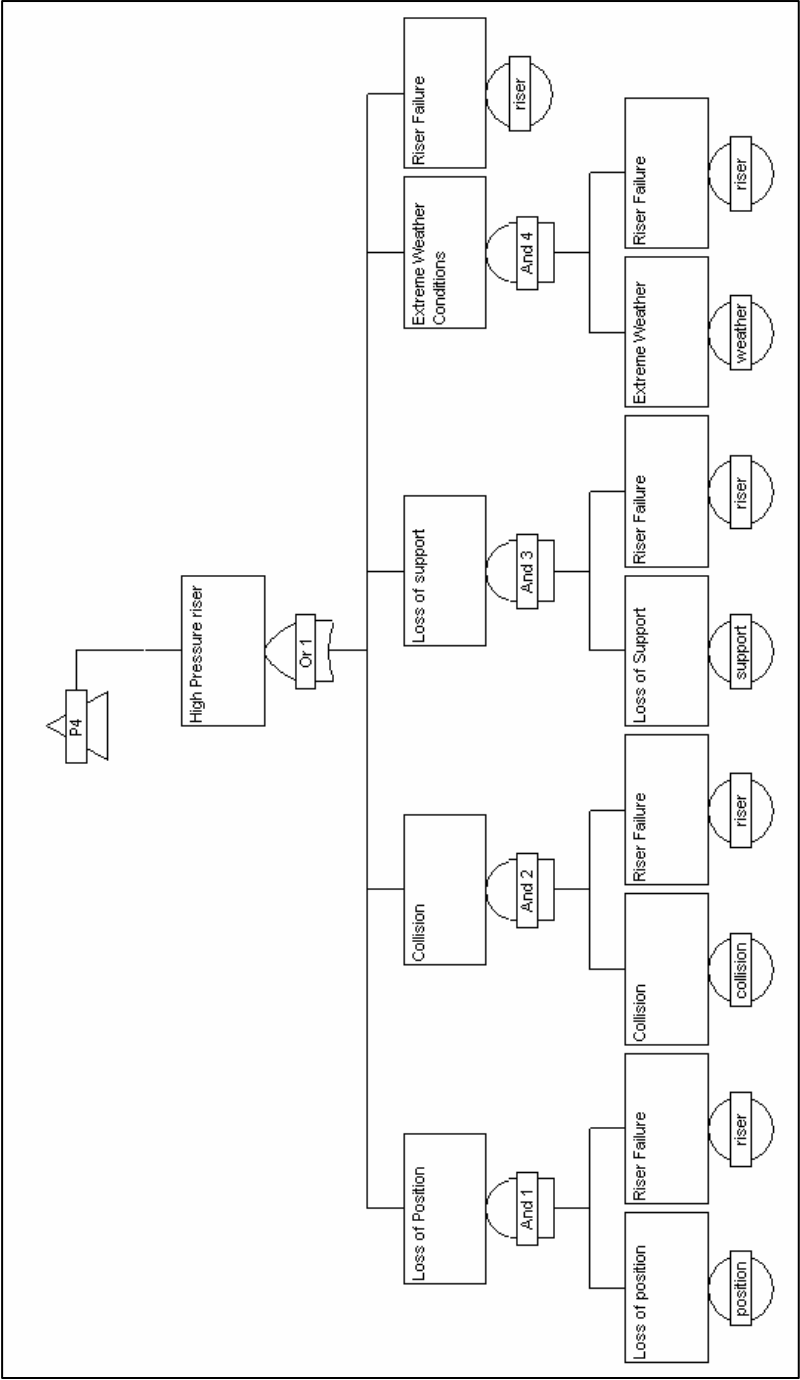 P4
High Pressure riser
Or 1
Loss of Position
Collision
Loss of support
Extreme Weather
Conditions
Riser Failure
And 1
And 2
And 3
And 4
riser
Loss of position
Riser Failure
Collision
Riser Failure
Loss of Support
Riser Failure
Extreme Weather
Riser Failure
position
riser
collision
riser
support
riser
weather
riser